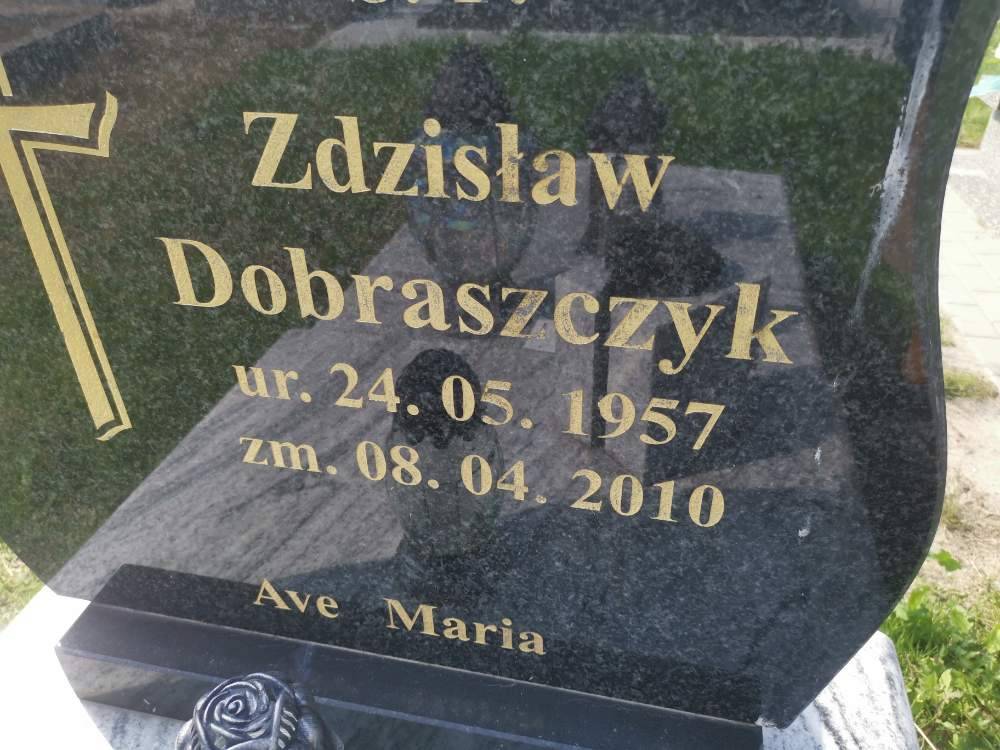 Zdzisław
Dobraszczyk
ur. 24. 05. 1957
zm. 08. 04. 2010
Ave Maria